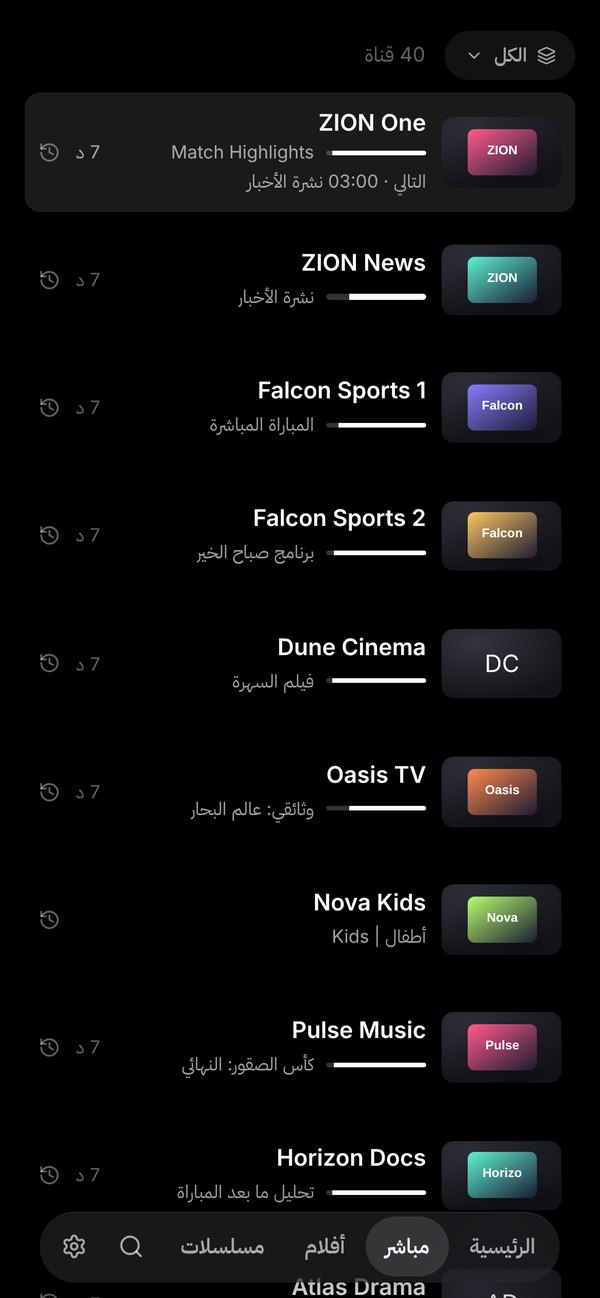 الكل
40 قناة
ZION
ZION One
Match Highlights
التالي · 03:00 نشرة الأخبار
7 د
ZION
ZION News
نشرة الأخبار
7 د
Falcon
Falcon Sports 1
المباراة المباشرة
7 د
Falcon
Falcon Sports 2
برنامج صباح الخير
7 د
DC
Dune Cinema
فيلم السهرة
7 د
Oasis
Oasis TV
وثائقي: عالم البحار
7 د
Nova
Nova Kids
أطفال | Kids
Pulse
Pulse Music
كأس الصقور: النهائي
7 د
Horizo
Horizon Docs
تحليل ما بعد المباراة
7 د
الرئيسية
مباشر
أفلام
مسلسلات
AD
Atlas Drama
7 د